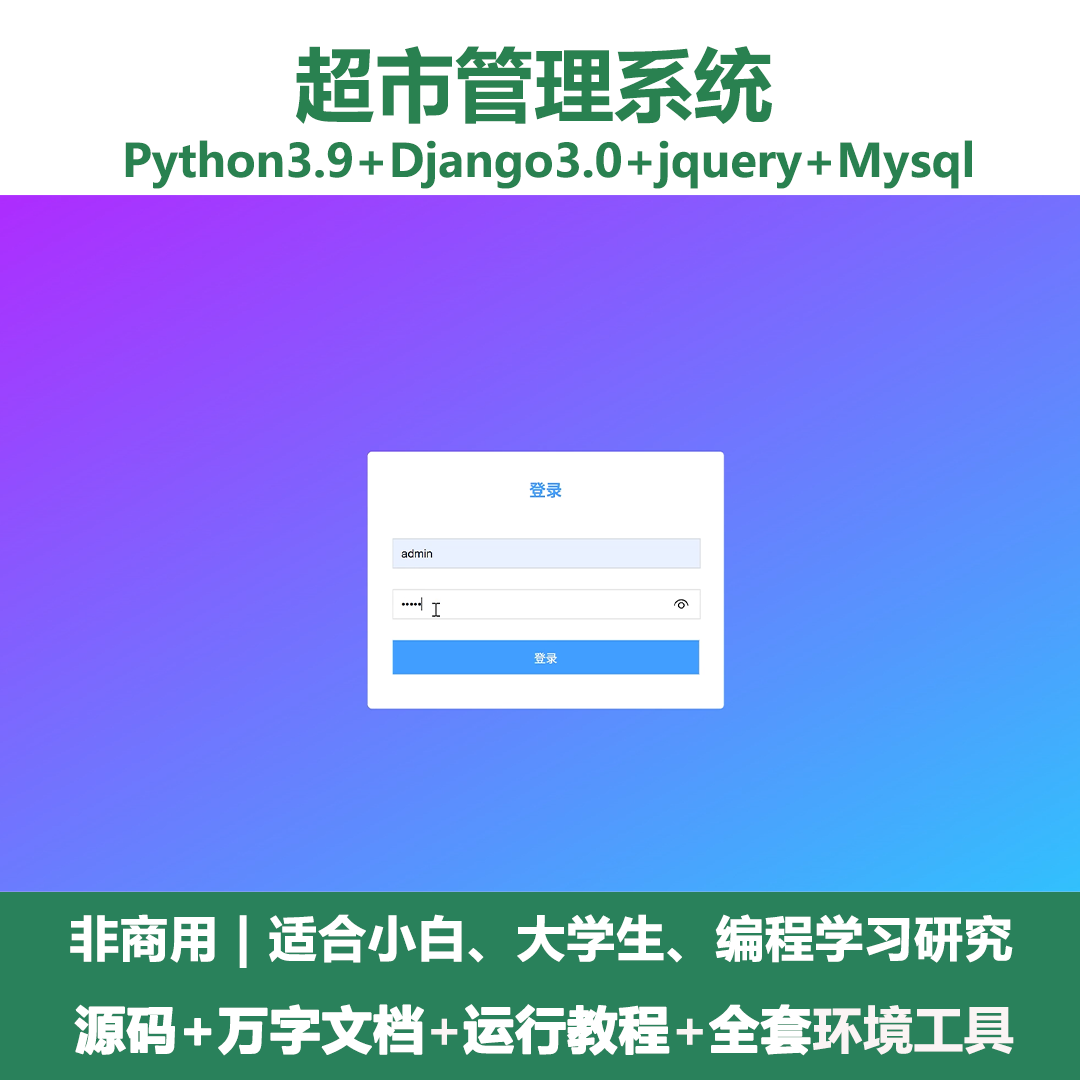 超市管理系统
Python3.9+Django3.0+jquery+Mysql
登录
admin
•••••
登录
非商用｜适合小白、大学生、编程学习研究
源码+万字文档+运行教程+全套环境工具